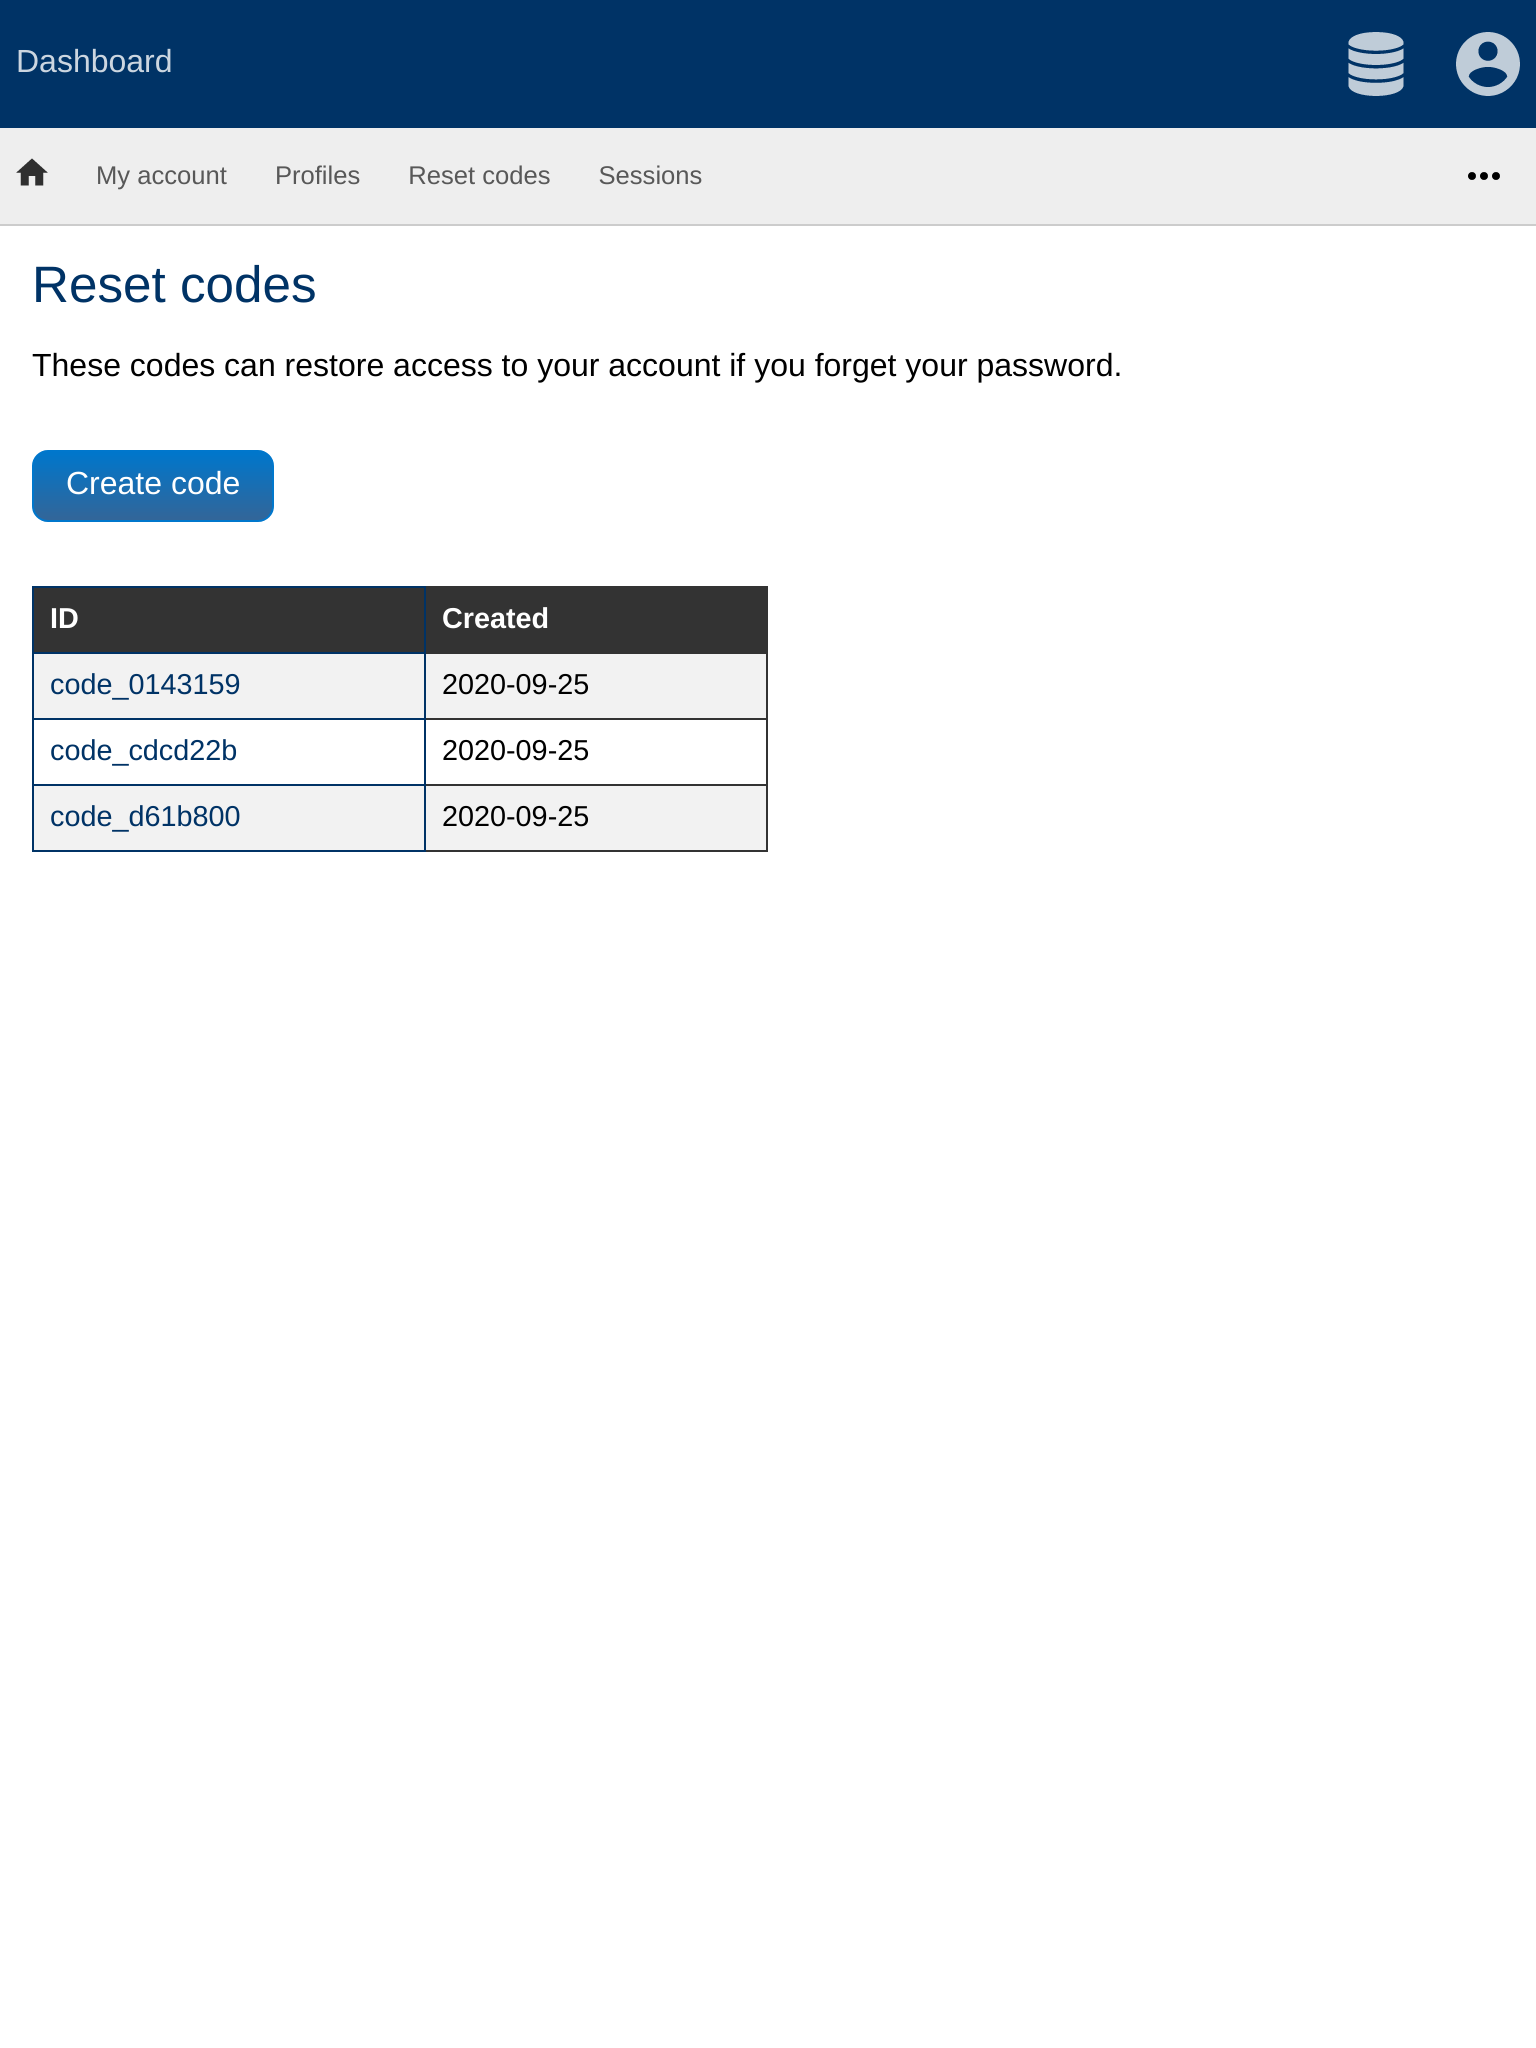 Dashboard
My account Profiles Reset codes Sessions
Reset codes
These codes can restore access to your account if you forget your password.
Create code
ID Created
code_0143159 2020-09-25
code_cdcd22b 2020-09-25
code_d61b800 2020-09-25